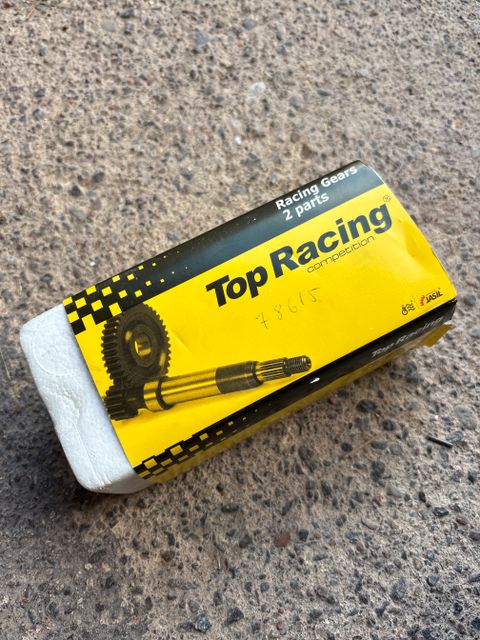 Racing Gears
2 parts
Top Racing®
competition
78615
JASIL
Top Racing